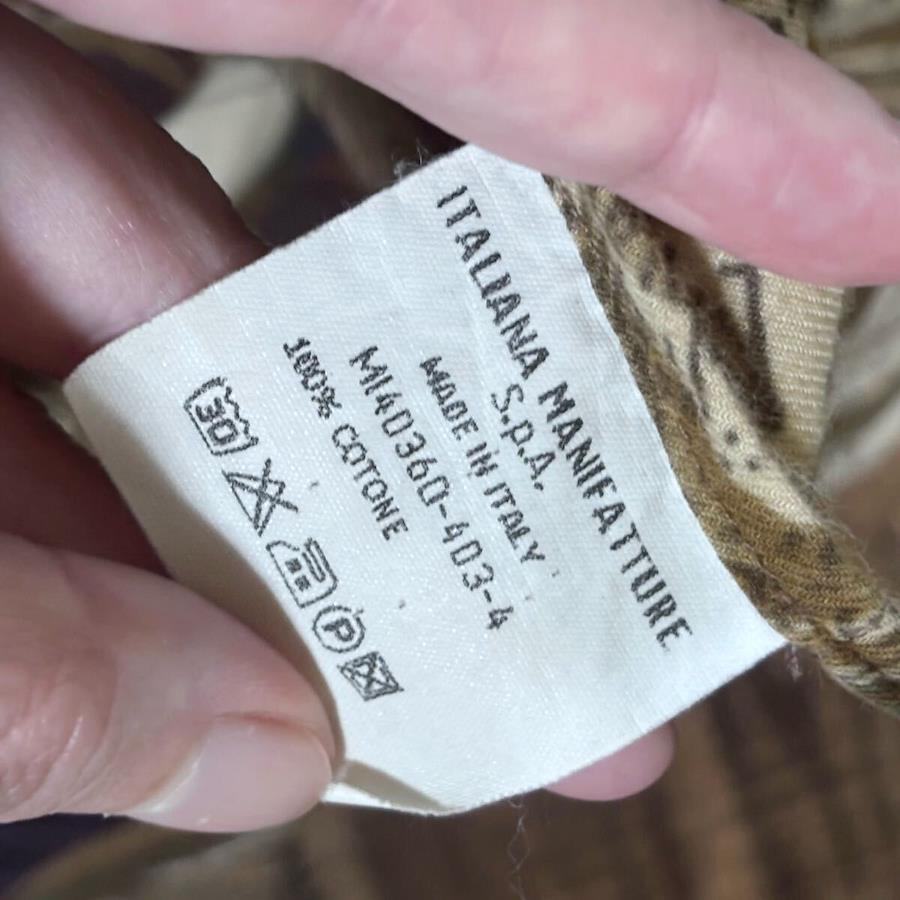 ITALIANA MANIFATTURE
S.P.A.
MADE IN ITALY
MI40360-403-4
100% COTONE
30 P